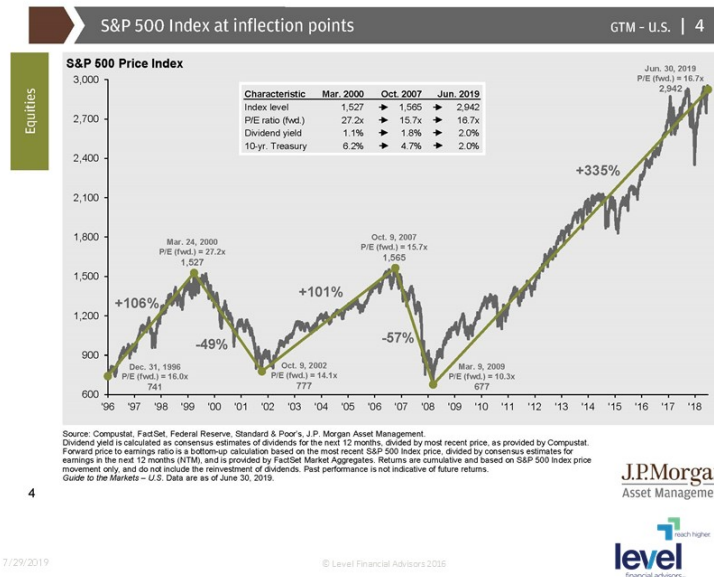 S&P 500 Index at inflection points
GTM – U.S. | 4
Equities
S&P 500 Price Index
3,000
2,700
2,400
2,100
1,800
1,500
1,200
900
600
Characteristic Mar. 2000 Oct. 2007 Jun. 2019
Index level 1,527 → 1,565 → 2,942
P/E ratio (fwd.) 27.2x → 15.7x → 16.7x
Dividend yield 1.1% → 1.8% → 2.0%
10-yr. Treasury 6.2% → 4.7% → 2.0%
Jun. 30, 2019
P/E (fwd.) = 16.7x
2,942
+335%
Mar. 24, 2000
P/E (fwd.) = 27.2x
1,527
Oct. 9, 2007
P/E (fwd.) = 15.7x
1,565
+106%
-49%
+101%
-57%
Dec. 31, 1996
P/E (fwd.) = 16.0x
741
Oct. 9, 2002
P/E (fwd.) = 14.1x
777
Mar. 9, 2009
P/E (fwd.) = 10.3x
677
'96 '97 '98 '99 '00 '01 '02 '03 '04 '05 '06 '07 '08 '09 '10 '11 '12 '13 '14 '15 '16 '17 '18
Source: Compustat, FactSet, Federal Reserve, Standard & Poor's, J.P. Morgan Asset Management.
Dividend yield is calculated as consensus estimates of dividends for the next 12 months, divided by most recent price, as provided by Compustat.
Forward price to earnings ratio is a bottom-up calculation based on the most recent S&P 500 Index price, divided by consensus estimates for
earnings in the next 12 months (NTM), and is provided by FactSet Market Aggregates. Returns are cumulative and based on S&P 500 Index price
movement only, and do not include the reinvestment of dividends. Past performance is not indicative of future returns.
Guide to the Markets – U.S. Data are as of June 30, 2019.
J.P.Morga
Asset Manageme
4
reach higher
level
financial advisors
7/29/2019
© Level Financial Advisors 2016